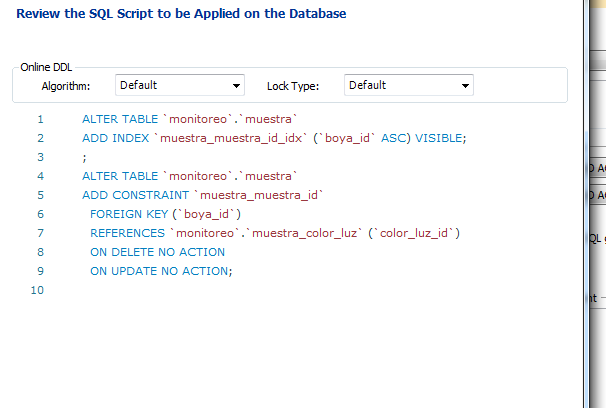 Review the SQL Script to be Applied on the Database
Online DDL
Algorithm: Default Lock Type: Default
1 ALTER TABLE `monitoreo`.`muestra`
2 ADD INDEX `muestra_muestra_id_idx` (`boya_id` ASC) VISIBLE;
3 ;
4 ALTER TABLE `monitoreo`.`muestra`
5 ADD CONSTRAINT `muestra_muestra_id`
6 FOREIGN KEY (`boya_id`)
7 REFERENCES `monitoreo`.`muestra_color_luz` (`color_luz_id`)
8 ON DELETE NO ACTION
9 ON UPDATE NO ACTION;
10